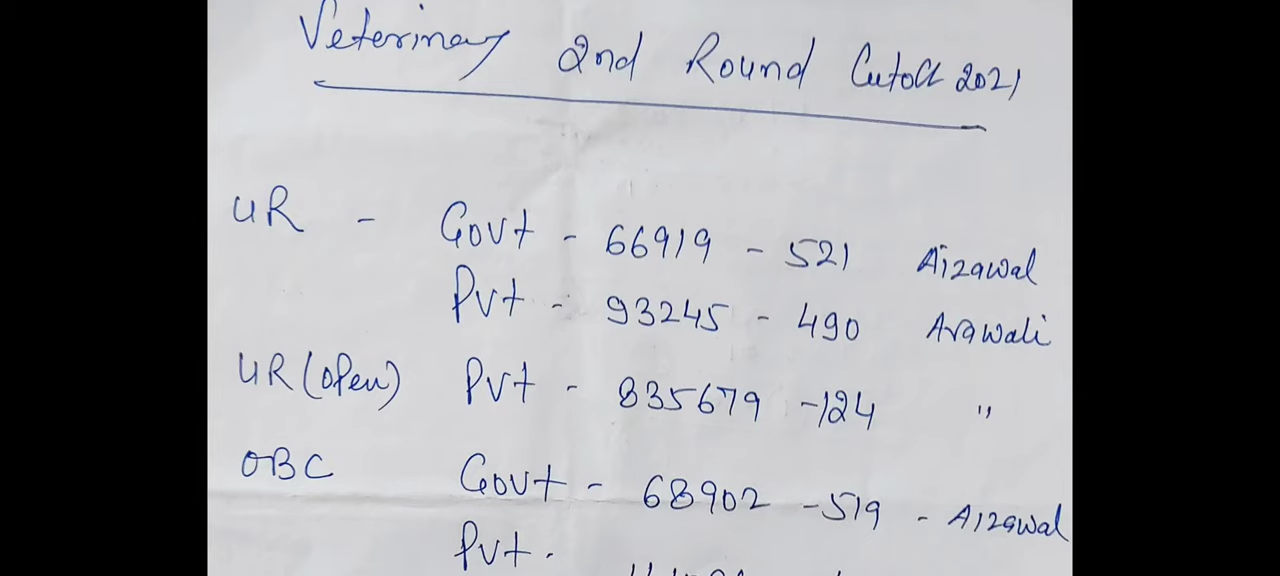 Veterinary 2nd Round Cutoff 2021
UR - Govt - 66919 - 521 Aizawal
Pvt - 93245 - 490 Arawali
UR (open) Pvt - 835679 - 124 "
OBC Govt - 68902 - 519 - Aizawal
Pvt -